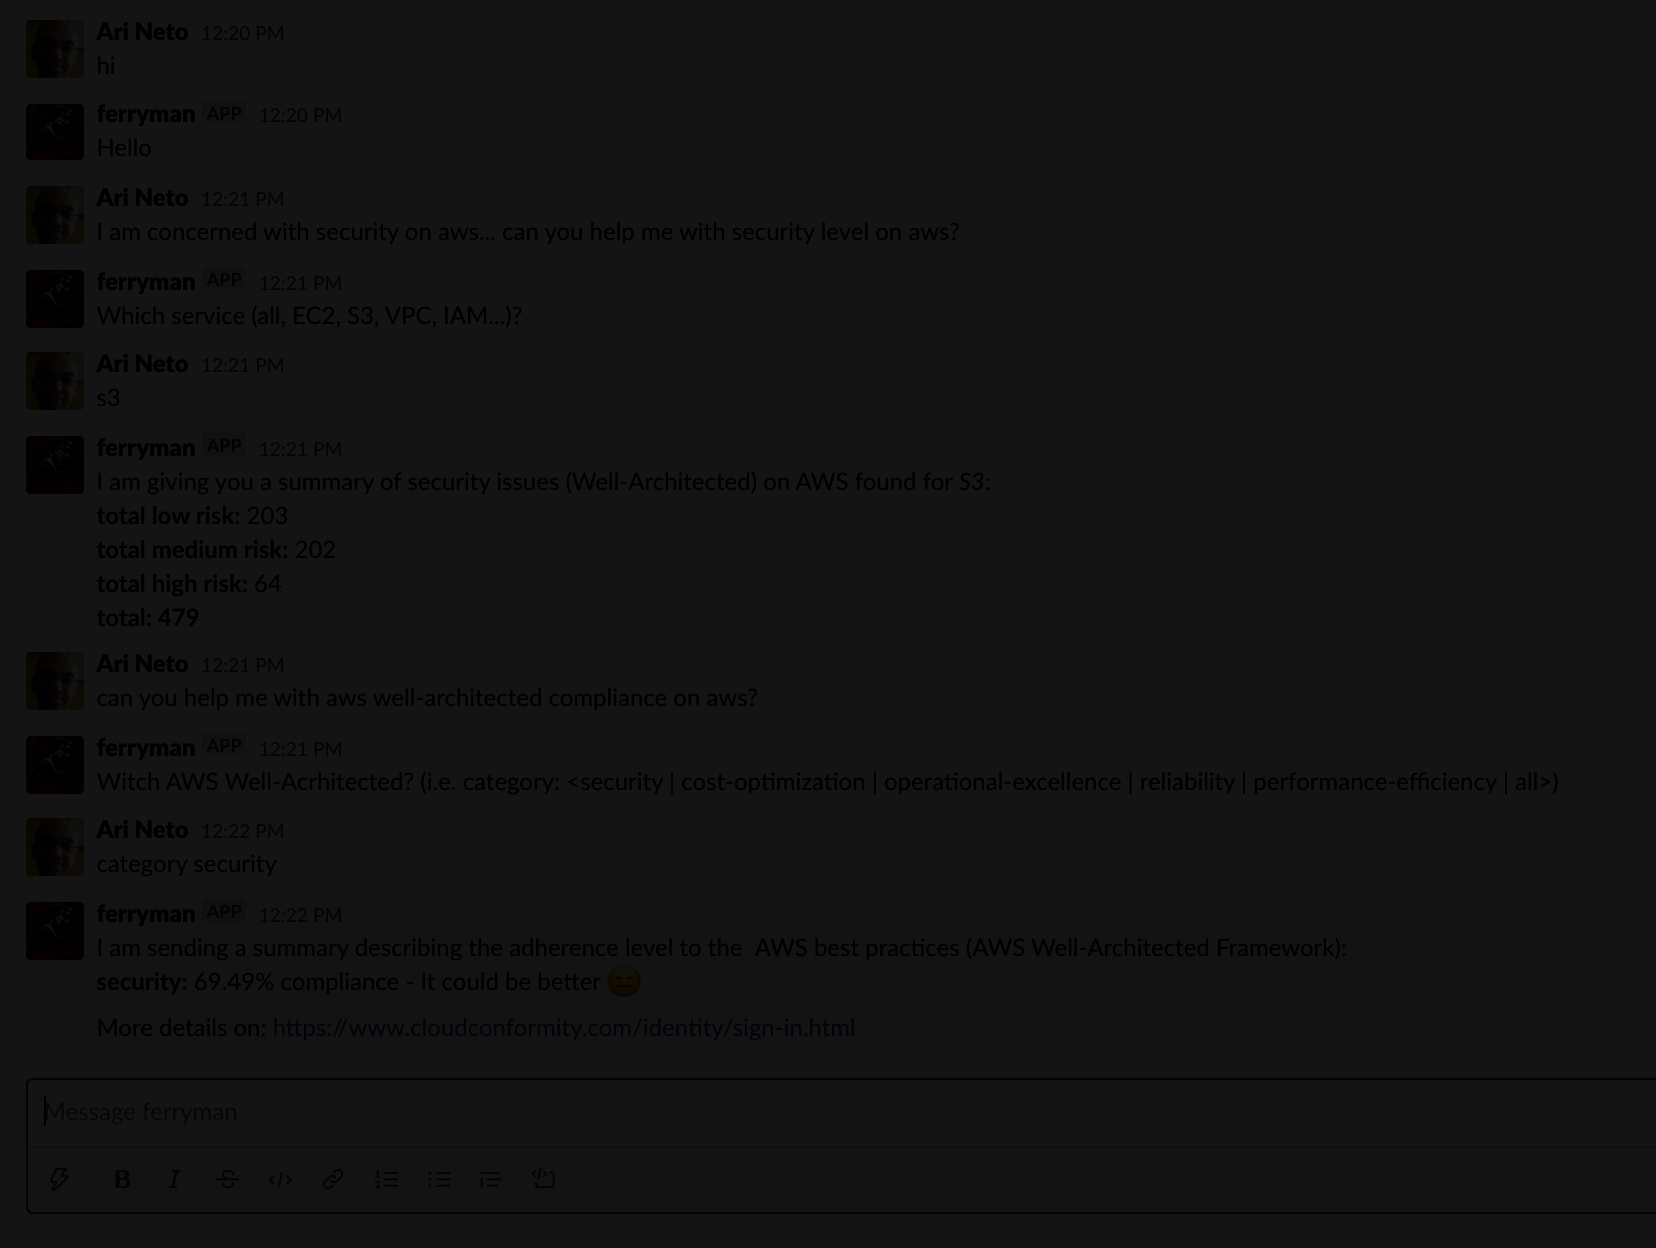 Ari Neto 12:20 PM
hi
ferryman APP 12:20 PM
Hello
Ari Neto 12:21 PM
I am concerned with security on aws... can you help me with security level on aws?
ferryman APP 12:21 PM
Which service (all, EC2, S3, VPC, IAM...)?
Ari Neto 12:21 PM
s3
ferryman APP 12:21 PM
I am giving you a summary of security issues (Well-Architected) on AWS found for S3:
total low risk: 203
total medium risk: 202
total high risk: 64
total: 479
Ari Neto 12:21 PM
can you help me with aws well-architected compliance on aws?
ferryman APP 12:21 PM
Witch AWS Well-Acrhitected? (i.e. category: <security | cost-optimization | operational-excellence | reliability | performance-efficiency | all>)
Ari Neto 12:22 PM
category security
ferryman APP 12:22 PM
I am sending a summary describing the adherence level to the  AWS best practices (AWS Well-Architected Framework):
security: 69.49% compliance - It could be better 😑
More details on: https://www.cloudconformity.com/identity/sign-in.html
Message ferryman